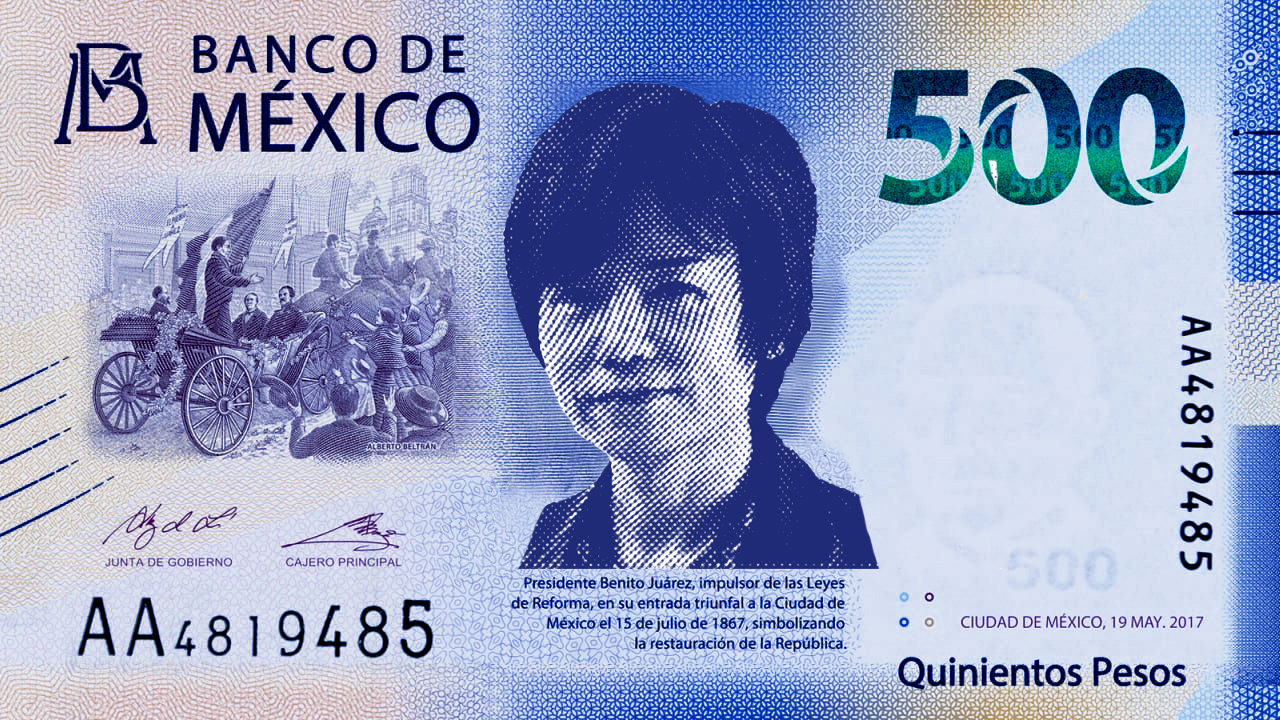 BANCO DE
MÉXICO
500
500 500 500
500 500 500
ALBERTO BELTRÁN
JUNTA DE GOBIERNO
CAJERO PRINCIPAL
AA4819485
AA4819485
Presidente Benito Juárez, impulsor de las Leyes
de Reforma, en su entrada triunfal a la Ciudad de
México el 15 de julio de 1867, simbolizando
la restauración de la República.
500
CIUDAD DE MÉXICO, 19 MAY. 2017
Quinientos Pesos